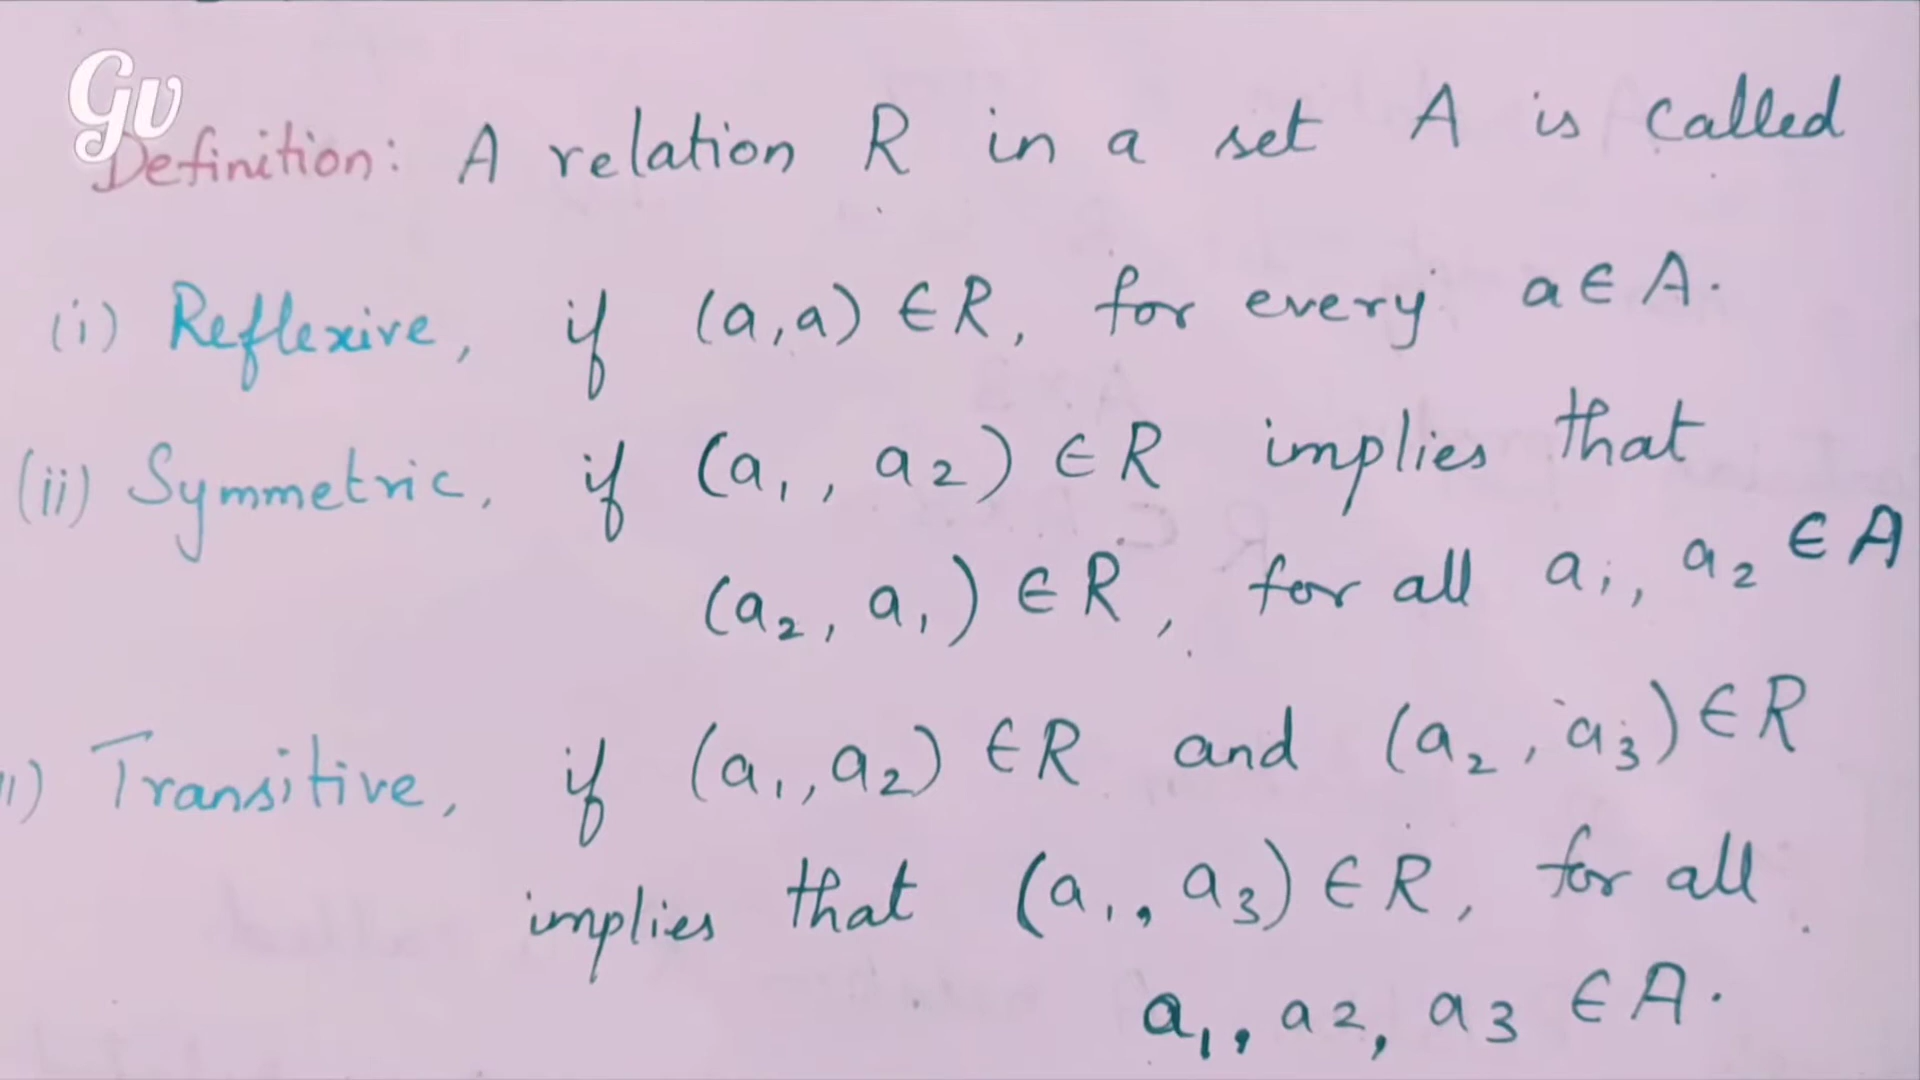 Gv
Definition: A relation R in a set A is called
(i) Reflexive, if (a,a) ∈ R, for every a ∈ A.
(ii) Symmetric, if (a₁, a₂) ∈ R implies that
(a₂, a₁) ∈ R, for all a₁, a₂ ∈ A
ii) Transitive, if (a₁, a₂) ∈ R and (a₂, a₃) ∈ R
implies that (a₁, a₃) ∈ R, for all
a₁, a₂, a₃ ∈ A.